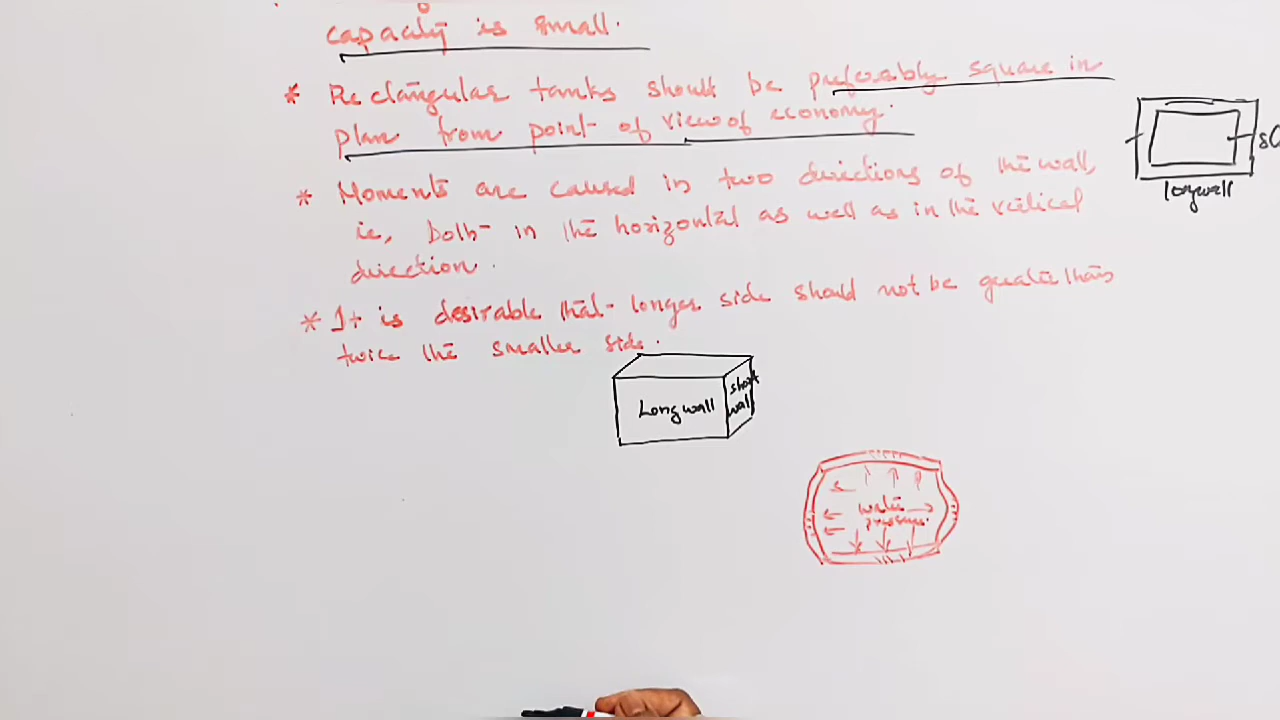 capacity is small.
* Rectangular tanks should be preferably square in
plan from point of view of economy.
* Moments are caused in two directions of the wall,
ie, both in the horizontal as well as in the vertical
direction.
* It is desirable that longer side should not be greater than
twice the smaller side.
Long wall
short
wall
long wall
water
pressure.